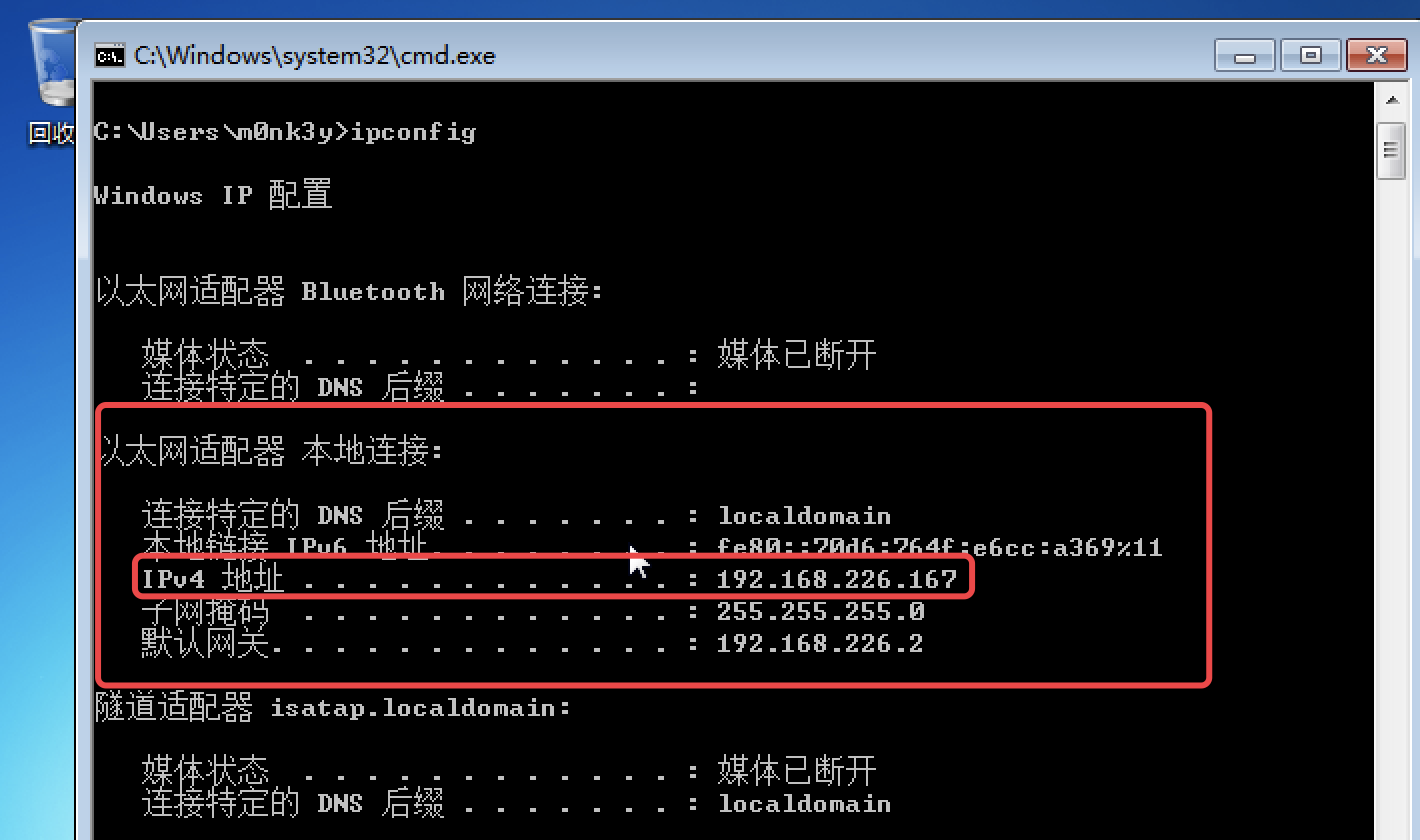 C:\Windows\system32\cmd.exe
回收
C:\Users\m0nk3y>ipconfig
Windows IP 配置
以太网适配器 Bluetooth 网络连接:
媒体状态 . . . . . . . . . . . . : 媒体已断开
连接特定的 DNS 后缀 . . . . . . . :
以太网适配器 本地连接:
连接特定的 DNS 后缀 . . . . . . . : localdomain
本地链接 IPv6 地址. . . . . . . . : fe80::70d6:764f:e6cc:a369%11
IPv4 地址 . . . . . . . . . . . . : 192.168.226.167
子网掩码 . . . . . . . . . . . . : 255.255.255.0
默认网关. . . . . . . . . . . . . : 192.168.226.2
隧道适配器 isatap.localdomain:
媒体状态 . . . . . . . . . . . . : 媒体已断开
连接特定的 DNS 后缀 . . . . . . . : localdomain